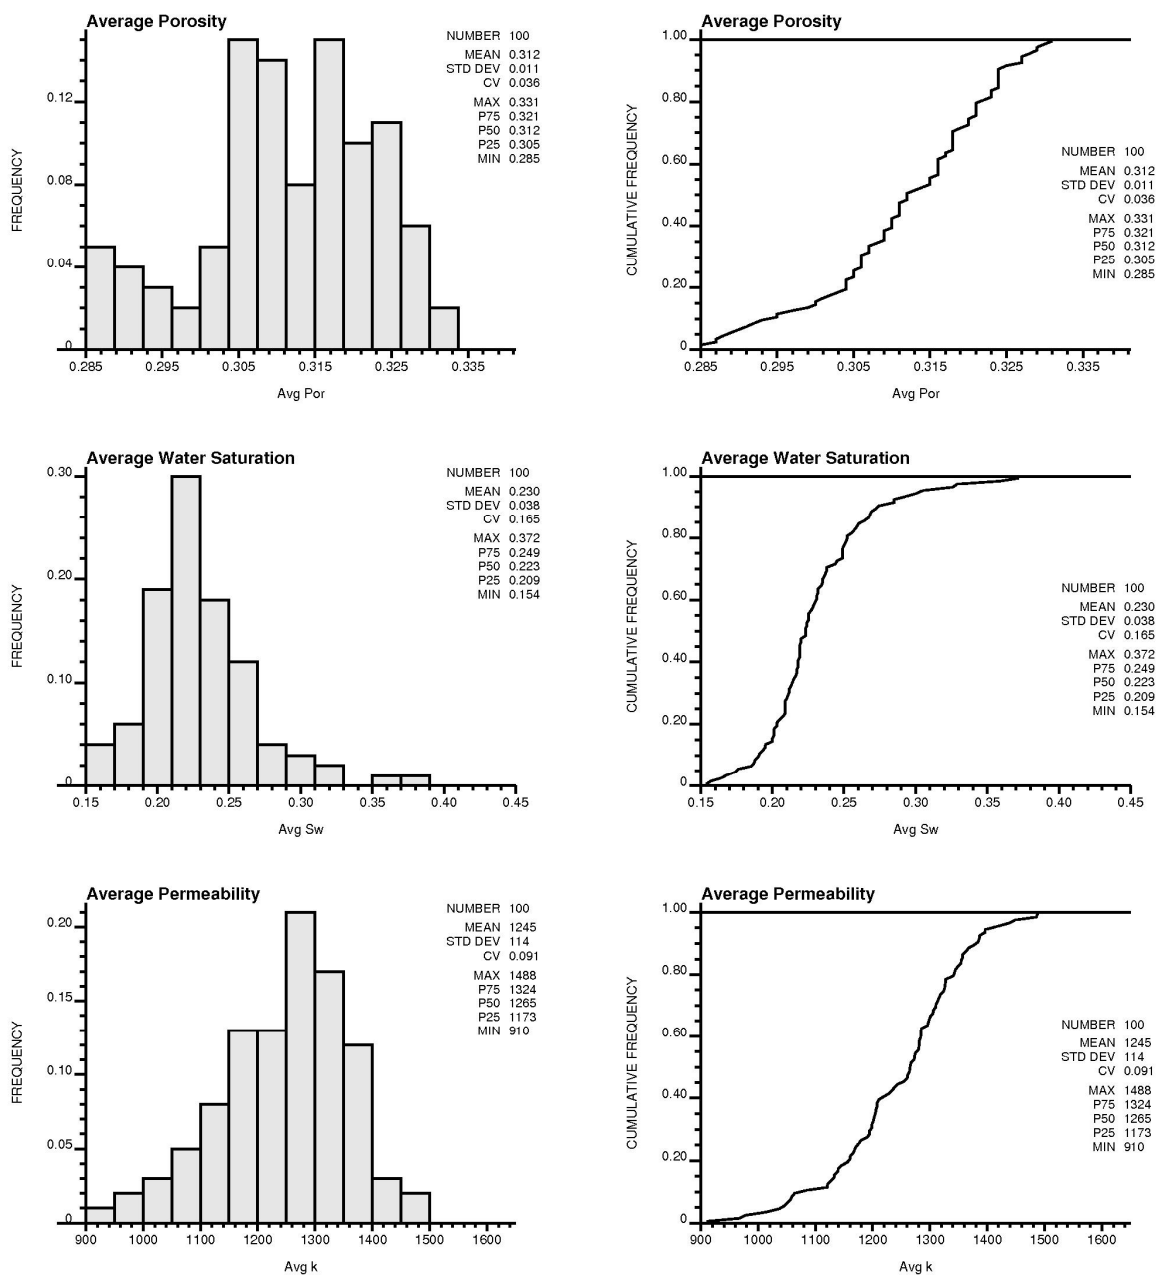 Average Porosity
NUMBER 100
MEAN 0.312
STD DEV 0.011
CV 0.036
MAX 0.331
P75 0.321
P50 0.312
P25 0.305
MIN 0.285
FREQUENCY
0.12
0.08
0.04
0
0.285 0.295 0.305 0.315 0.325 0.335
Avg Por
Average Porosity
CUMULATIVE FREQUENCY
1.00
0.80
0.60
0.40
0.20
0
NUMBER 100
MEAN 0.312
STD DEV 0.011
CV 0.036
MAX 0.331
P75 0.321
P50 0.312
P25 0.305
MIN 0.285
0.285 0.295 0.305 0.315 0.325 0.335
Avg Por
Average Water Saturation
NUMBER 100
MEAN 0.230
STD DEV 0.038
CV 0.165
MAX 0.372
P75 0.249
P50 0.223
P25 0.209
MIN 0.154
FREQUENCY
0.30
0.20
0.10
0
0.15 0.20 0.25 0.30 0.35 0.40 0.45
Avg Sw
Average Water Saturation
CUMULATIVE FREQUENCY
1.00
0.80
0.60
0.40
0.20
0
NUMBER 100
MEAN 0.230
STD DEV 0.038
CV 0.165
MAX 0.372
P75 0.249
P50 0.223
P25 0.209
MIN 0.154
0.15 0.20 0.25 0.30 0.35 0.40 0.45
Avg Sw
Average Permeability
NUMBER 100
MEAN 1245
STD DEV 114
CV 0.091
MAX 1488
P75 1324
P50 1265
P25 1173
MIN 910
FREQUENCY
0.20
0.15
0.10
0.05
0
900 1000 1100 1200 1300 1400 1500 1600
Avg k
Average Permeability
CUMULATIVE FREQUENCY
1.00
0.80
0.60
0.40
0.20
0
NUMBER 100
MEAN 1245
STD DEV 114
CV 0.091
MAX 1488
P75 1324
P50 1265
P25 1173
MIN 910
900 1000 1200 1300 1400 1500 1600
Avg k